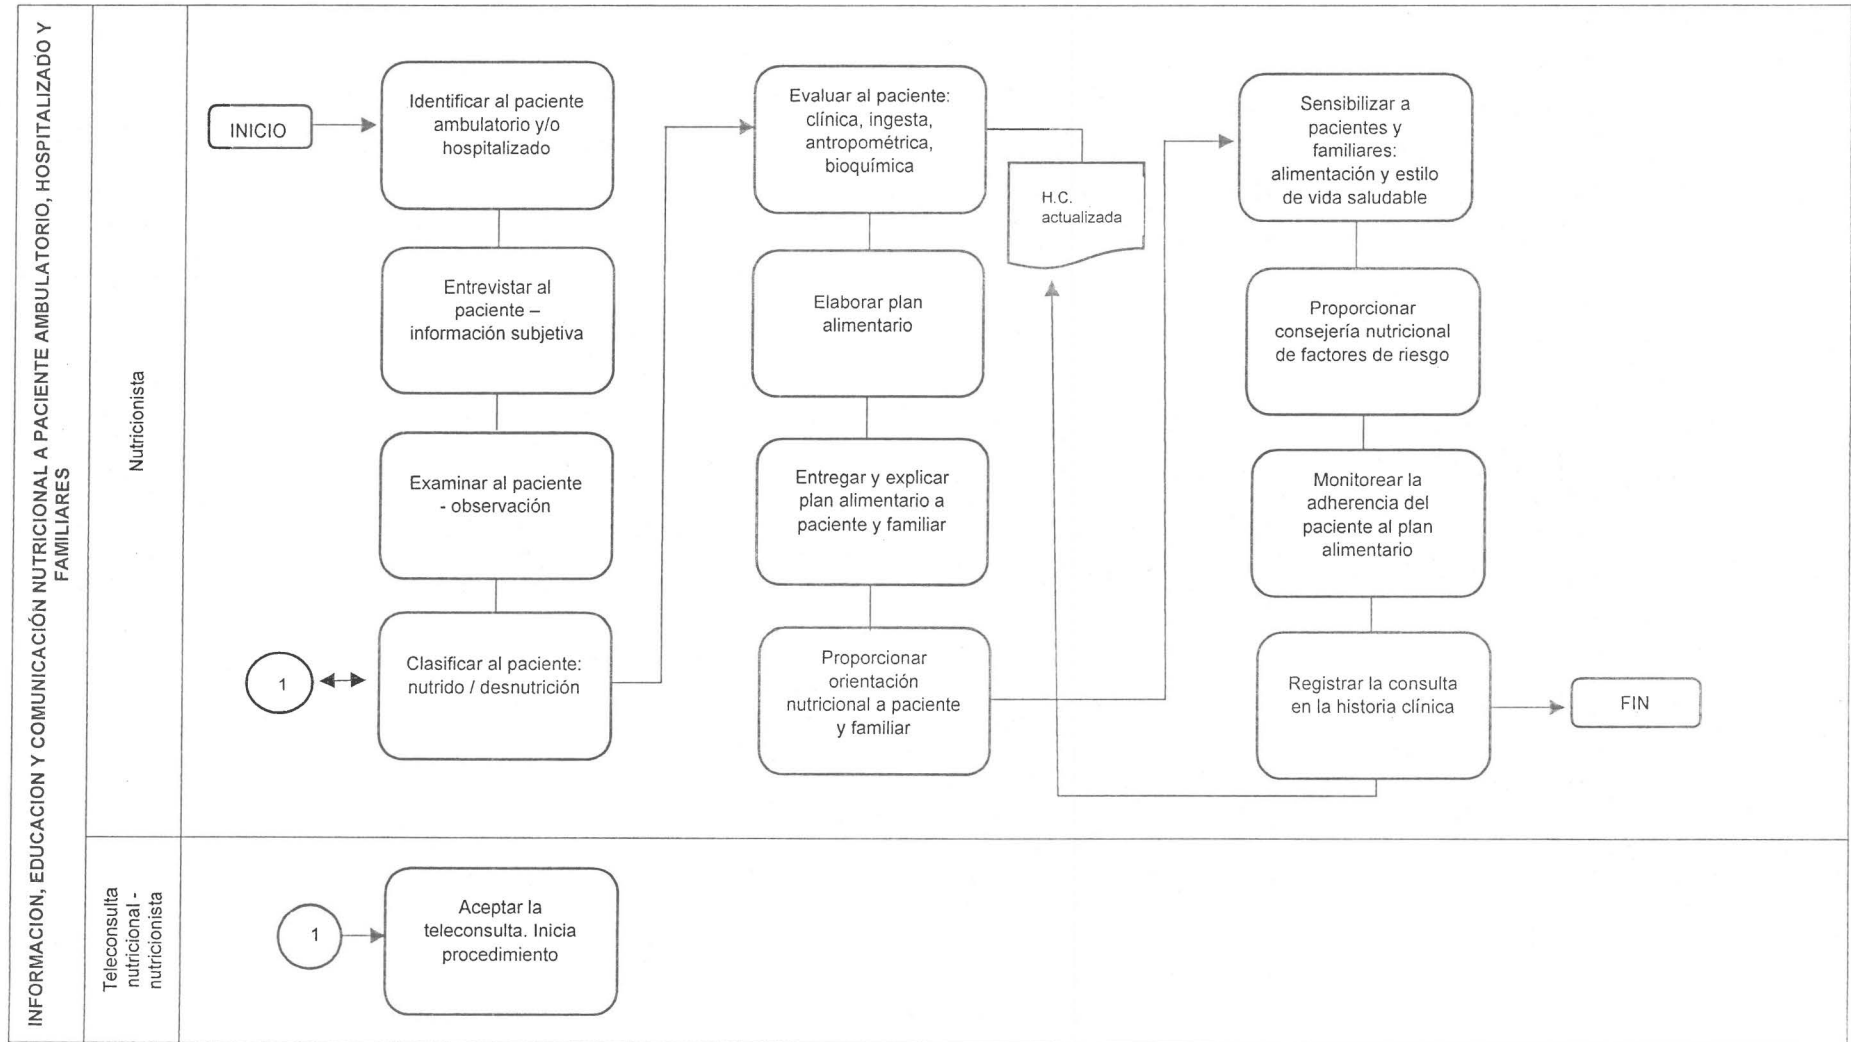 INFORMACION, EDUCACION Y COMUNICACIÓN NUTRICIONAL A PACIENTE AMBULATORIO, HOSPITALIZADO Y
FAMILIARES
Nutricionista
INICIO
Identificar al paciente
ambulatorio y/o
hospitalizado
Entrevistar al
paciente –
información subjetiva
Examinar al paciente
- observación
1
Clasificar al paciente:
nutrido / desnutrición
Evaluar al paciente:
clínica, ingesta,
antropométrica,
bioquímica
H.C.
actualizada
Elaborar plan
alimentario
Entregar y explicar
plan alimentario a
paciente y familiar
Proporcionar
orientación
nutricional a paciente
y familiar
Sensibilizar a
pacientes y
familiares:
alimentación y estilo
de vida saludable
Proporcionar
consejería nutricional
de factores de riesgo
Monitorear la
adherencia del
paciente al plan
alimentario
Registrar la consulta
en la historia clínica
FIN
Teleconsulta
nutricional -
nutricionista
1
Aceptar la
teleconsulta. Inicia
procedimiento